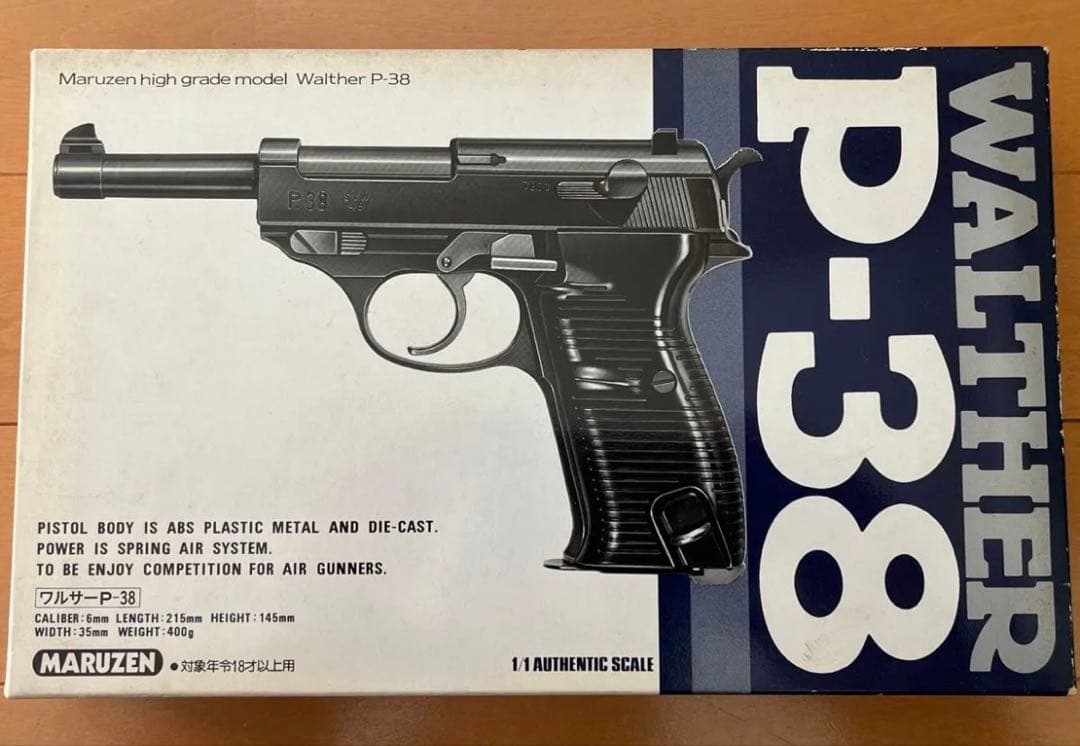 Maruzen high grade model Walther P-38
P.38
WALTHER
P-38
PISTOL BODY IS ABS PLASTIC METAL AND DIE-CAST.
POWER IS SPRING AIR SYSTEM.
TO BE ENJOY COMPETITION FOR AIR GUNNERS.
ワルサーP-38
CALIBER:6mm LENGTH:215mm HEIGHT:145mm
WIDTH:35mm WEIGHT:400g
MARUZEN ●対象年令18才以上用
1/1 AUTHENTIC SCALE